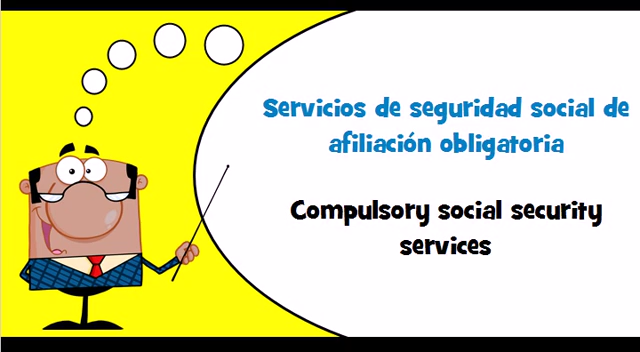 Servicios de seguridad social de
afiliación obligatoria
Compulsory social security
services